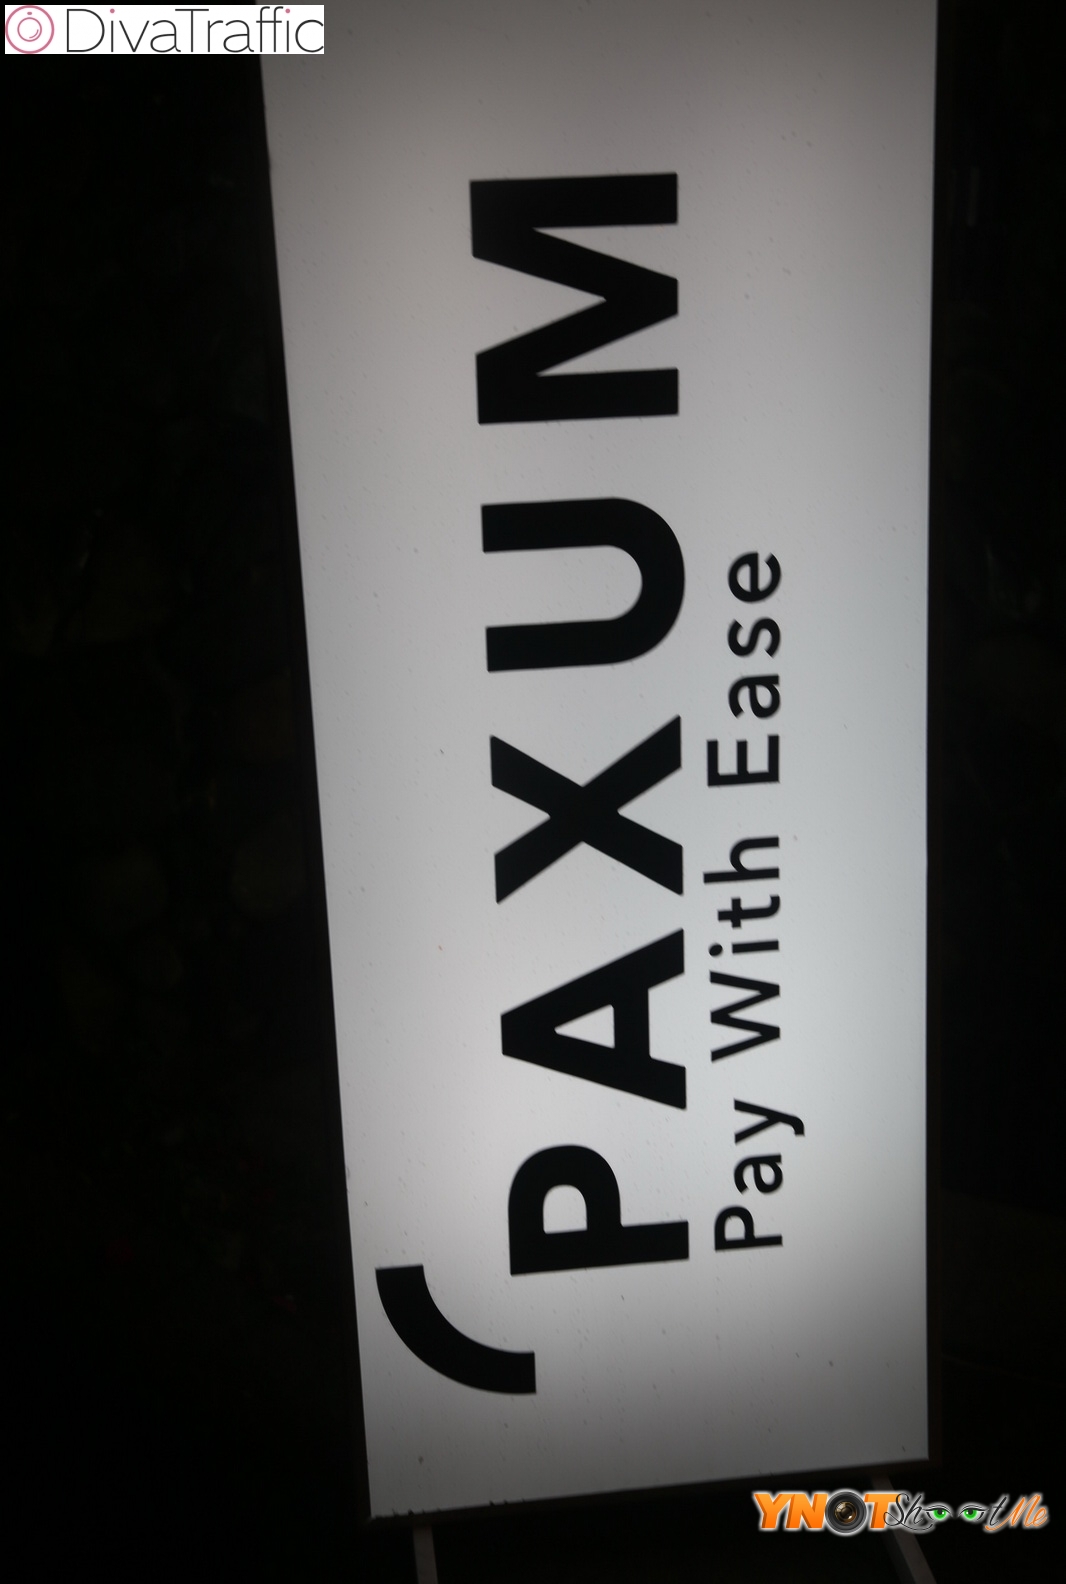 DivaTraffic
PAXUM
Pay With Ease
YNOTShootMe